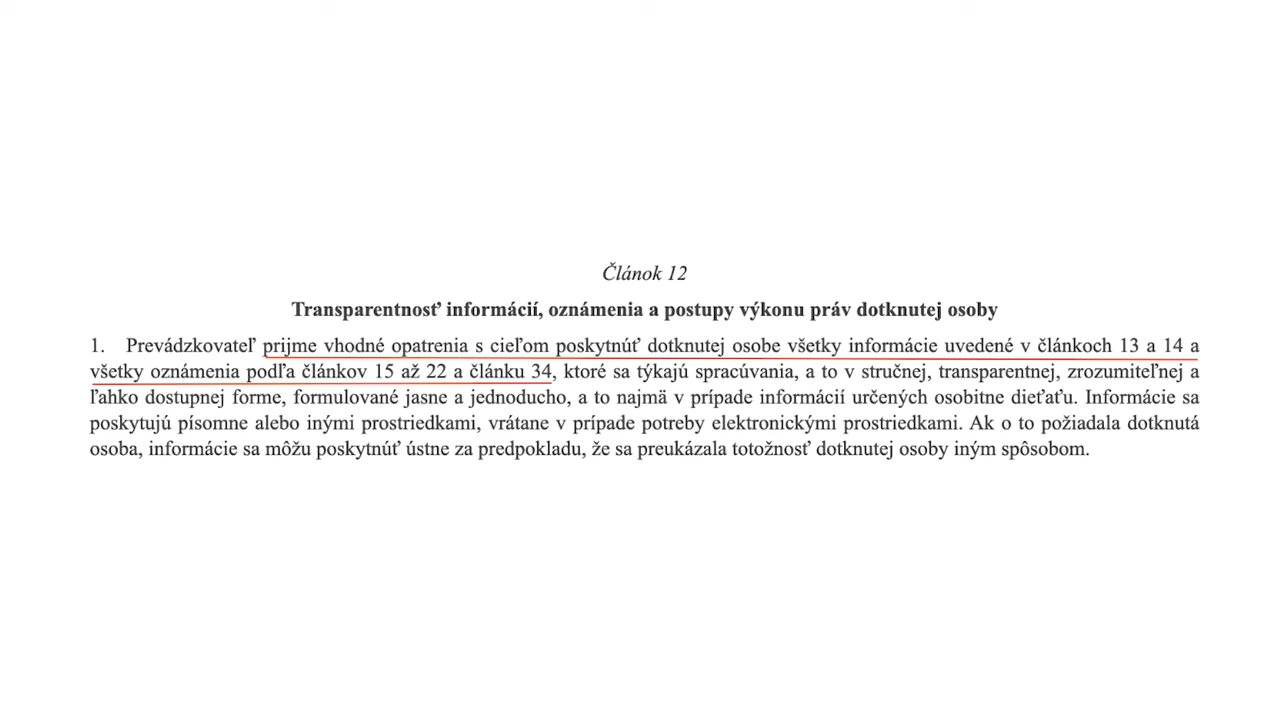 Článok 12
Transparentnosť informácií, oznámenia a postupy výkonu práv dotknutej osoby
1. Prevádzkovateľ prijme vhodné opatrenia s cieľom poskytnúť dotknutej osobe všetky informácie uvedené v článkoch 13 a 14 a
všetky oznámenia podľa článkov 15 až 22 a článku 34, ktoré sa týkajú spracúvania, a to v stručnej, transparentnej, zrozumiteľnej a
ľahko dostupnej forme, formulované jasne a jednoducho, a to najmä v prípade informácií určených osobitne dieťaťu. Informácie sa
poskytujú písomne alebo inými prostriedkami, vrátane v prípade potreby elektronickými prostriedkami. Ak o to požiadala dotknutá
osoba, informácie sa môžu poskytnúť ústne za predpokladu, že sa preukázala totožnosť dotknutej osoby iným spôsobom.